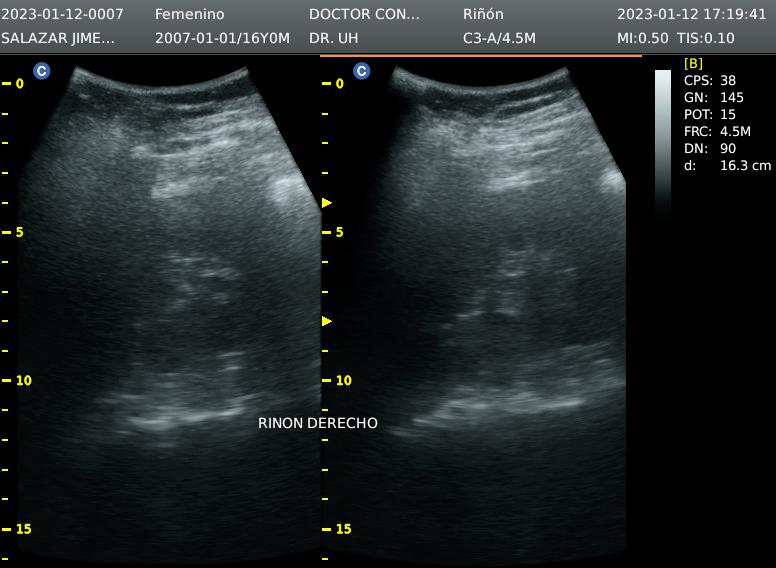 2023-01-12-0007 Femenino DOCTOR CON... Riñón 2023-01-12 17:19:41
SALAZAR JIME... 2007-01-01/16Y0M DR. UH C3-A/4.5M MI:0.50 TIS:0.10
C
C
[B]
CPS: 38
GN: 145
POT: 15
FRC: 4.5M
DN: 90
d: 16.3 cm
0
0
5
5
10
10
RINON DERECHO
15
15